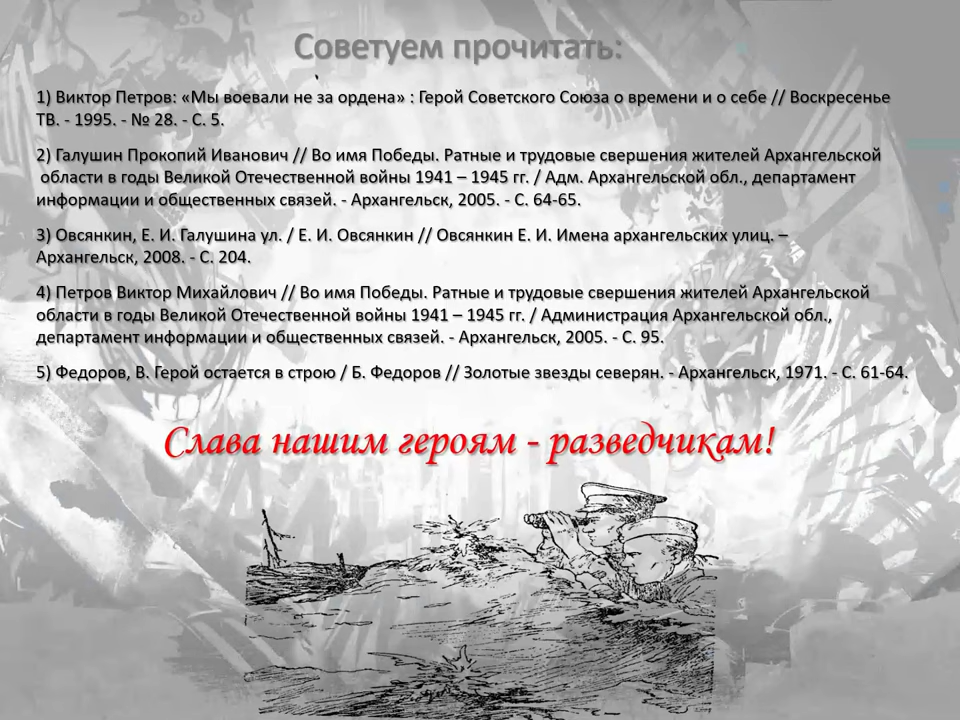 Советуем прочитать:
1) Виктор Петров: «Мы воевали не за ордена» : Герой Советского Союза о времени и о себе // Воскресенье
ТВ. - 1995. - № 28. - С. 5.
2) Галушин Прокопий Иванович // Во имя Победы. Ратные и трудовые свершения жителей Архангельской
области в годы Великой Отечественной войны 1941 – 1945 гг. / Адм. Архангельской обл., департамент
информации и общественных связей. - Архангельск, 2005. - С. 64-65.
3) Овсянкин, Е. И. Галушина ул. / Е. И. Овсянкин // Овсянкин Е. И. Имена архангельских улиц. –
Архангельск, 2008. - С. 204.
4) Петров Виктор Михайлович // Во имя Победы. Ратные и трудовые свершения жителей Архангельской
области в годы Великой Отечественной войны 1941 – 1945 гг. / Администрация Архангельской обл.,
департамент информации и общественных связей. - Архангельск, 2005. - С. 95.
5) Федоров, В. Герой остается в строю / Б. Федоров // Золотые звезды северян. - Архангельск, 1971. - С. 61-64.
Слава нашим героям - разведчикам!